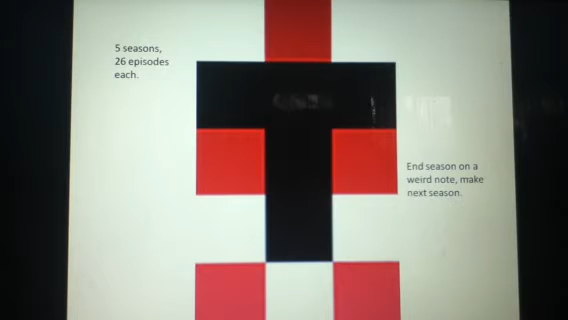 5 seasons,
26 episodes
each.
End season on a
weird note, make
next season.